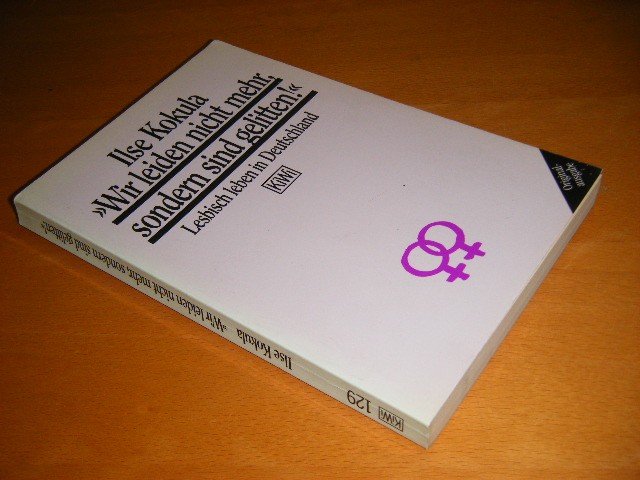 Ilse Kokula
»Wir leiden nicht mehr,
sondern sind gelitten!«
Lesbisch leben in Deutschland
KiWi
Original-
ausgabe
Ilse Kokula »Wir leiden nicht mehr, sondern sind gelitten!«
KiWi 129